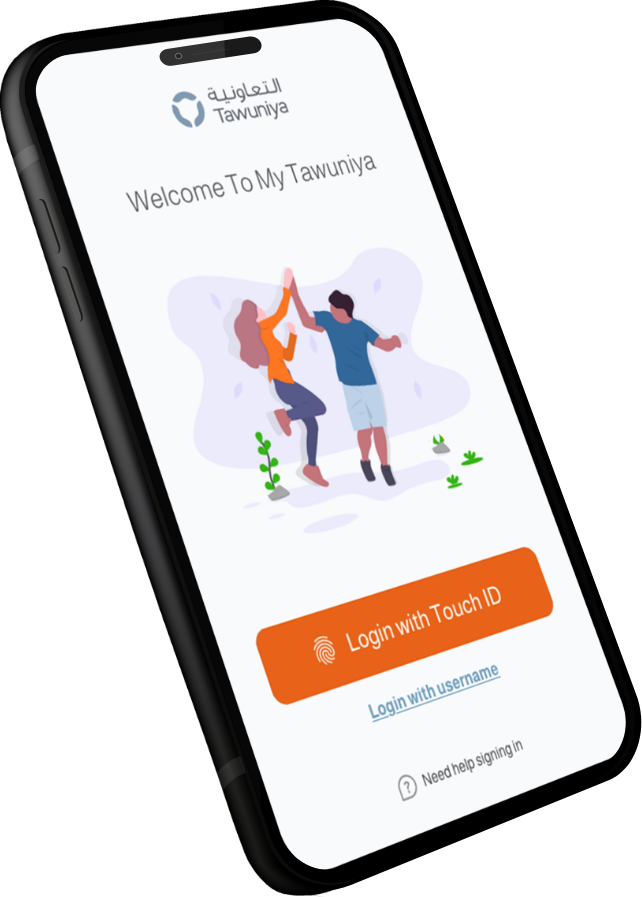 التعاونية
Tawuniya
Welcome To My Tawuniya
Login with Touch ID
Login with username
Need help signing in